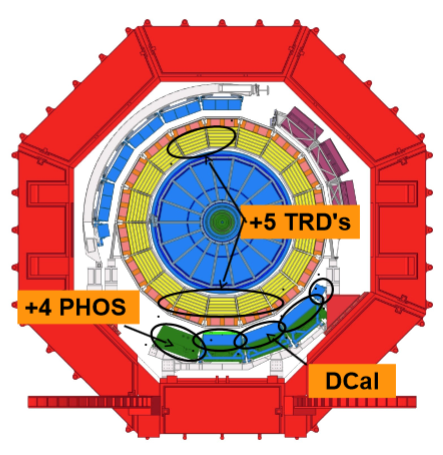 +5 TRD's
+4 PHOS
DCal